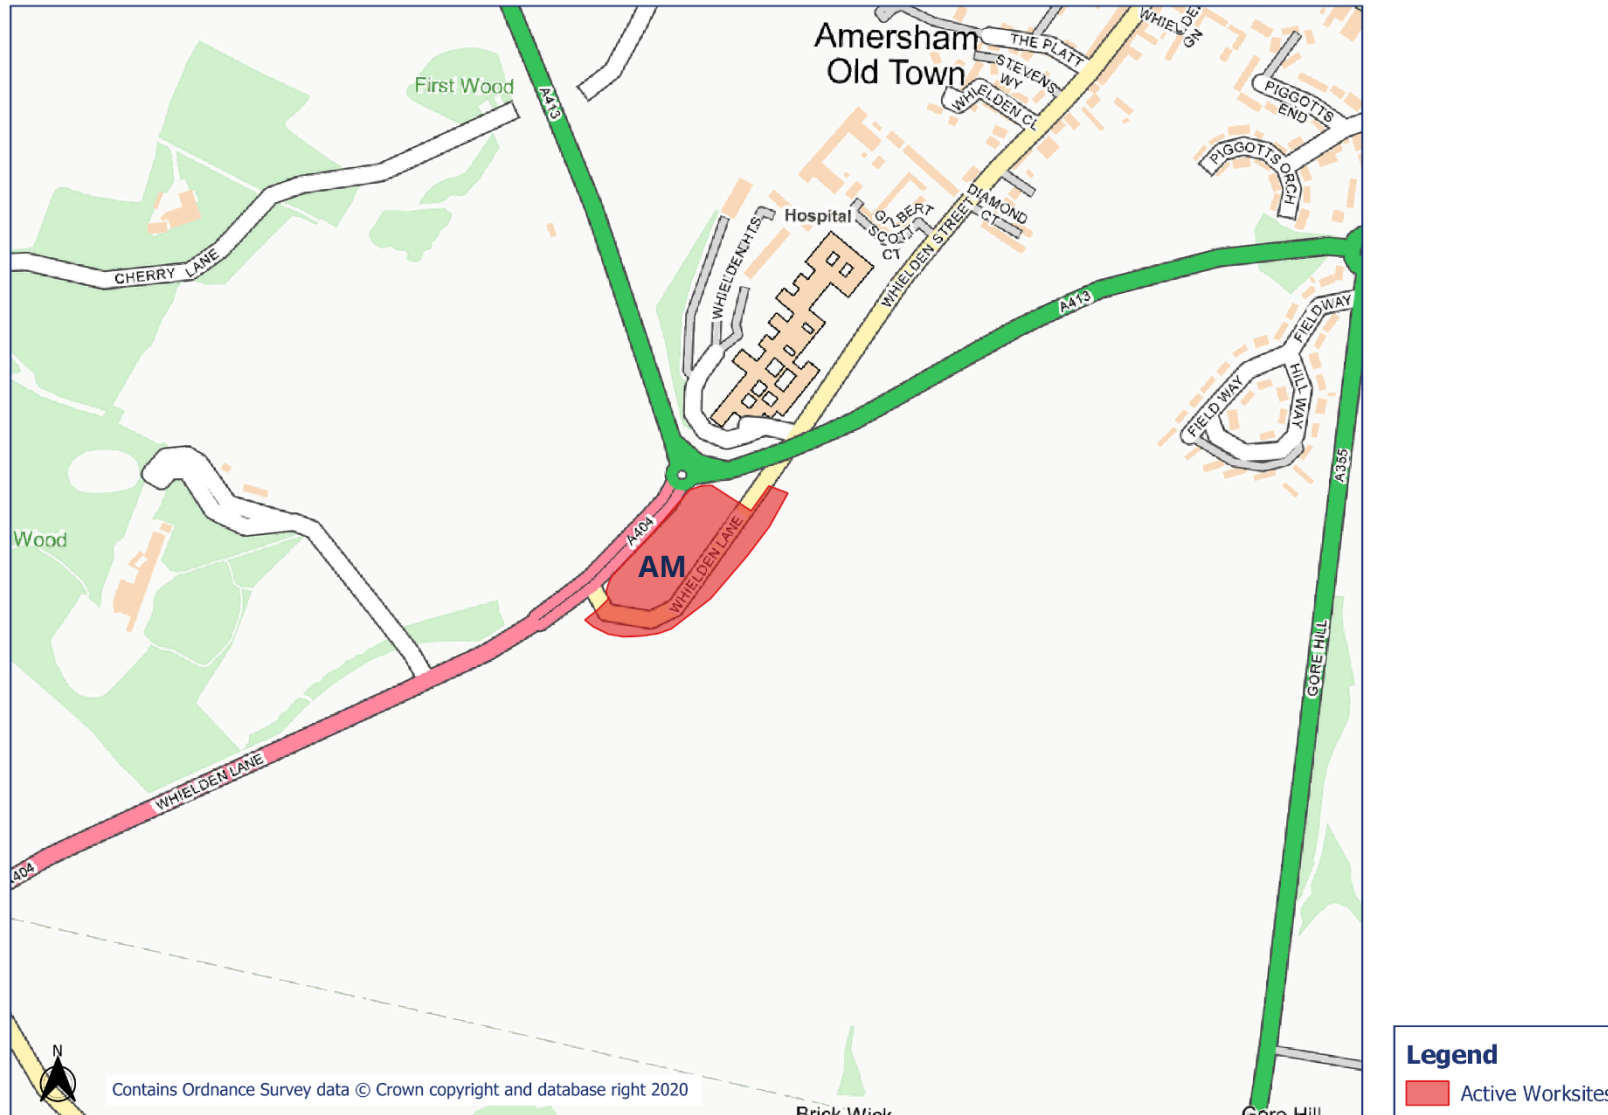 Amersham
Old Town
WHIELDEN
THE PLATT
STEVENS
WY
WHIELDEN CL
PIGGOTTS
END
PIGGOTTS ORCH
First Wood
A413
Hospital
GILBERT
SCOTT
CT
DIAMOND
CT
WHIELDEN STREET
WHIELDEN HTS
CHERRY LANE
A413
FIELDWAY
FIELD WAY
HILL WAY
A355
Wood
A404
AM
WHIELDEN LANE
GORE HILL
WHIELDEN LANE
A404
N
Contains Ordnance Survey data © Crown copyright and database right 2020
Brick Wick
Gore Hill
Legend
Active Worksites